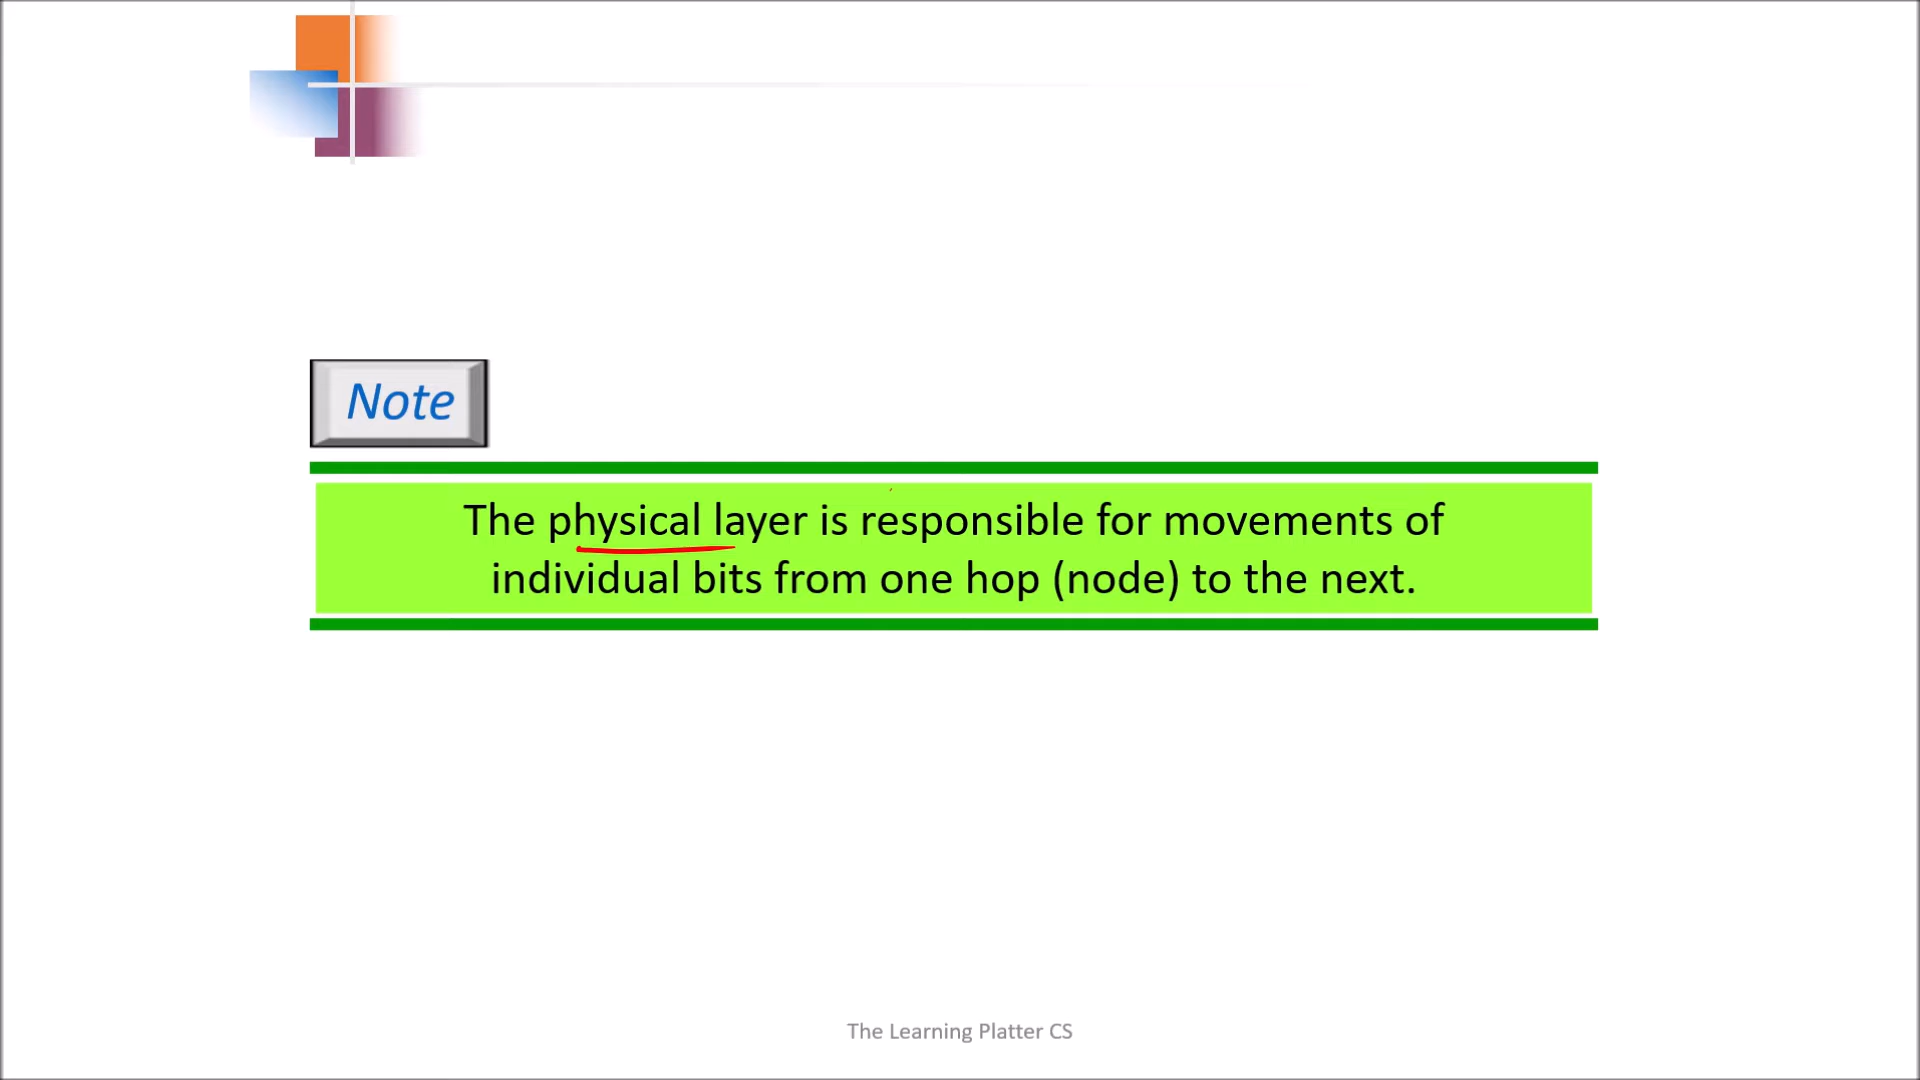 Note
The physical layer is responsible for movements of
individual bits from one hop (node) to the next.
The Learning Platter CS